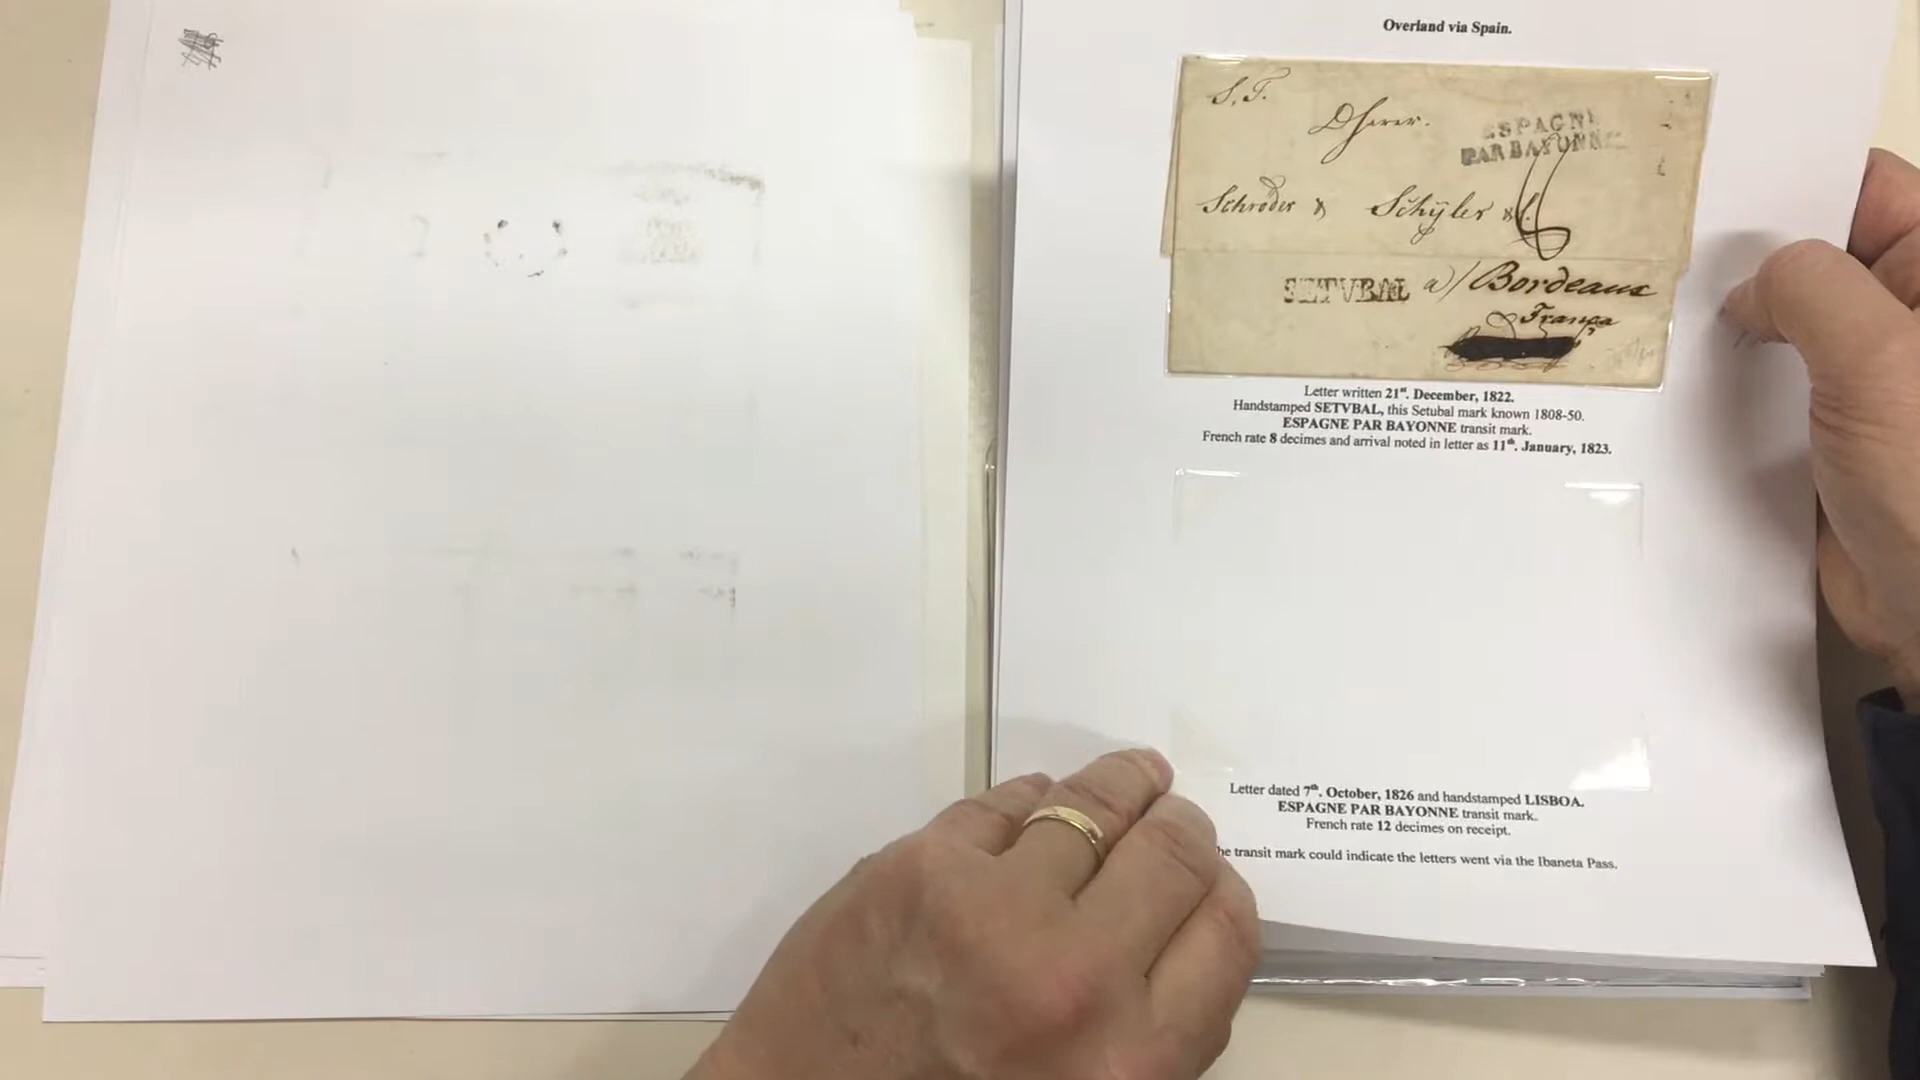 Overland via Spain.
S. T.
ESPAGNE
PAR BAYONNE
Schröder & Schÿler & C.
SETVBAL a/ Bordeaux
França
Letter written 21st. December, 1822.
Handstamped SETVBAL, this Setubal mark known 1808-50.
ESPAGNE PAR BAYONNE transit mark.
French rate 8 decimes and arrival noted in letter as 11th. January, 1823.
Letter dated 7th. October, 1826 and handstamped LISBOA.
ESPAGNE PAR BAYONNE transit mark.
French rate 12 decimes on receipt.
he transit mark could indicate the letters went via the Ibaneta Pass.